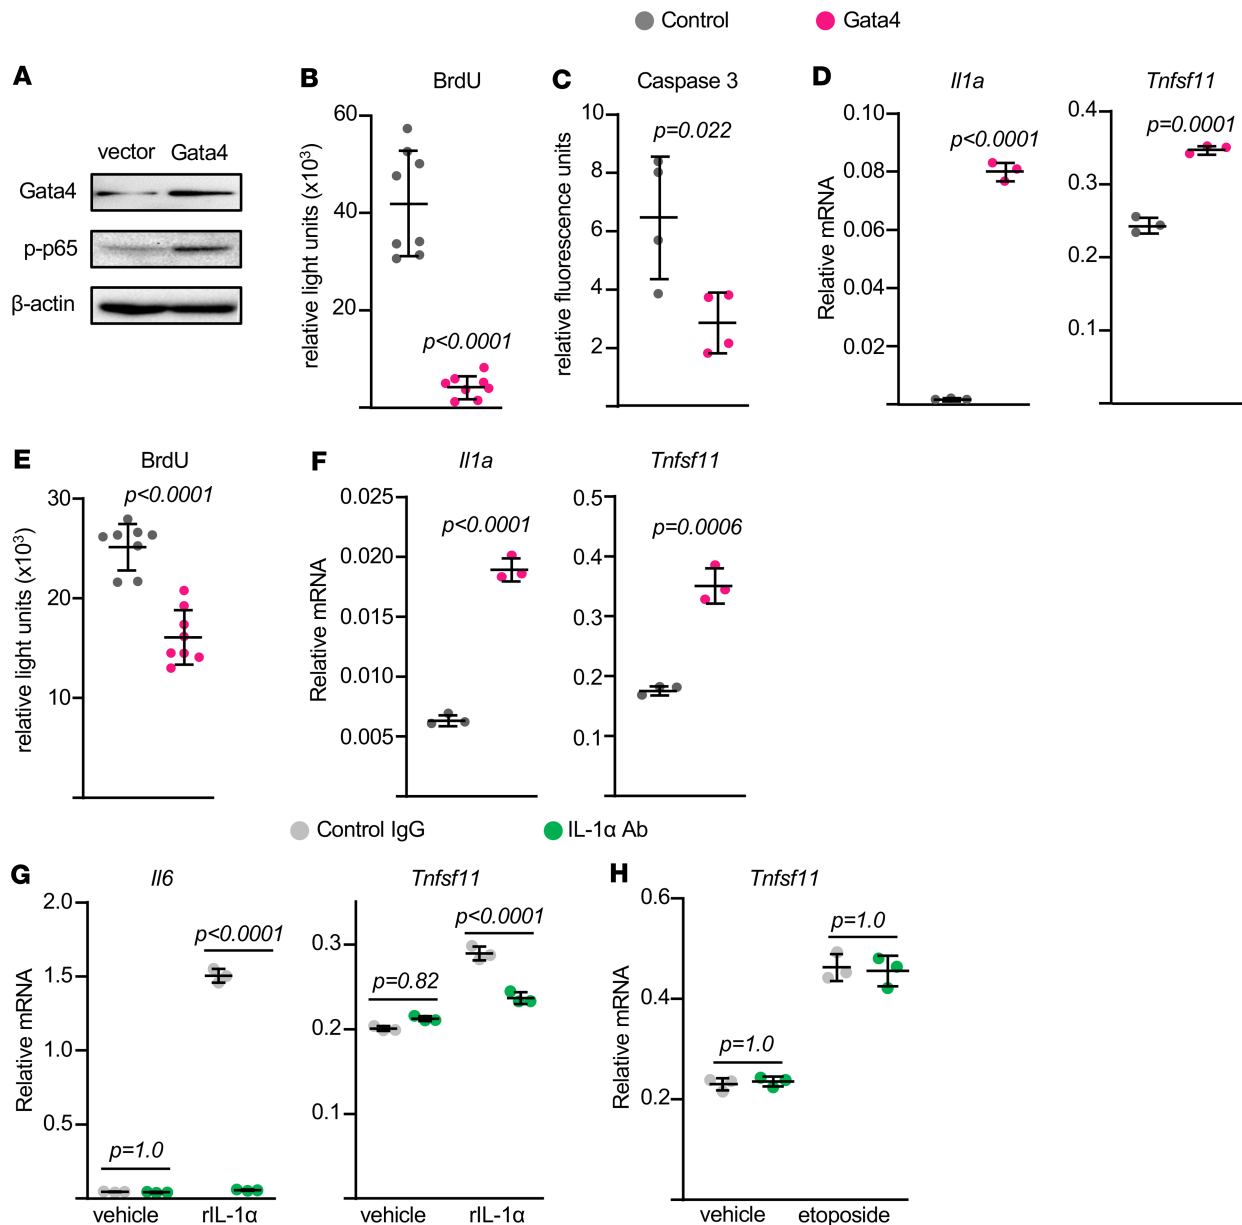 Control Gata4
A B C D
BrdU Caspase 3 Il1a Tnfsf11
vector Gata4
Gata4
p-p65
β-actin
relative light units (x10³)
60
40
20
p<0.0001
relative fluorescence units
10
8
6
4
2
p=0.022
Relative mRNA
0.10
0.08
0.06
0.04
0.02
p<0.0001
0.4
0.3
0.2
0.1
p=0.0001
E F
BrdU Il1a Tnfsf11
relative light units (x10³)
30
20
10
p<0.0001
Relative mRNA
0.025
0.020
0.015
0.010
0.005
p<0.0001
0.5
0.4
0.3
0.2
0.1
p=0.0006
Control IgG IL-1α Ab
G H
Il6 Tnfsf11 Tnfsf11
Relative mRNA
2.0
1.5
1.0
0.5
p<0.0001
p=1.0
vehicle rIL-1α
0.3
0.2
0.1
p<0.0001
p=0.82
vehicle rIL-1α
Relative mRNA
0.6
0.4
0.2
p=1.0
p=1.0
vehicle etoposide